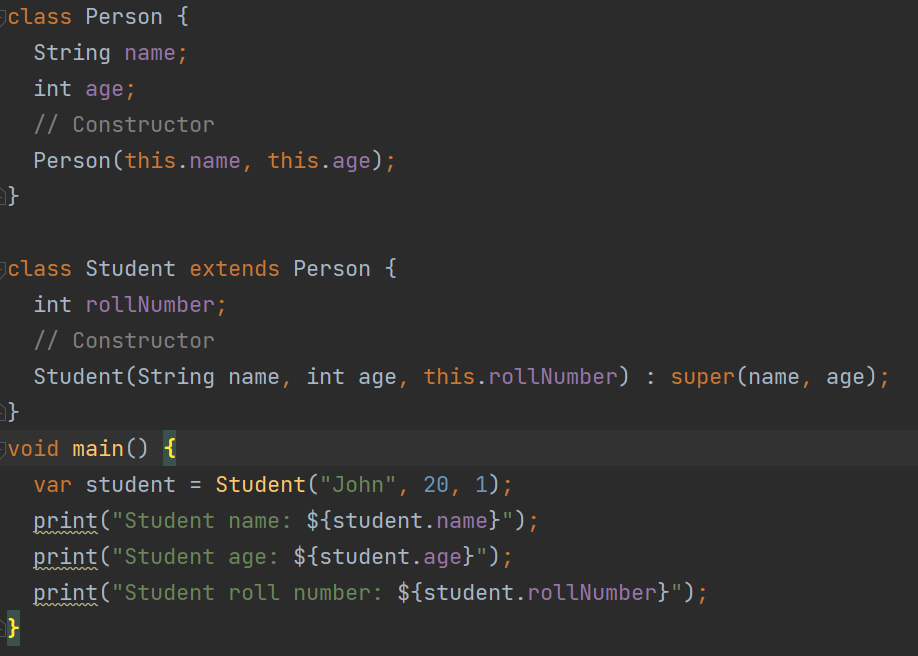 class Person {
  String name;
  int age;
  // Constructor
  Person(this.name, this.age);
}
class Student extends Person {
  int rollNumber;
  // Constructor
  Student(String name, int age, this.rollNumber) : super(name, age);
}
void main() {
  var student = Student("John", 20, 1);
  print("Student name: ${student.name}");
  print("Student age: ${student.age}");
  print("Student roll number: ${student.rollNumber}");
}